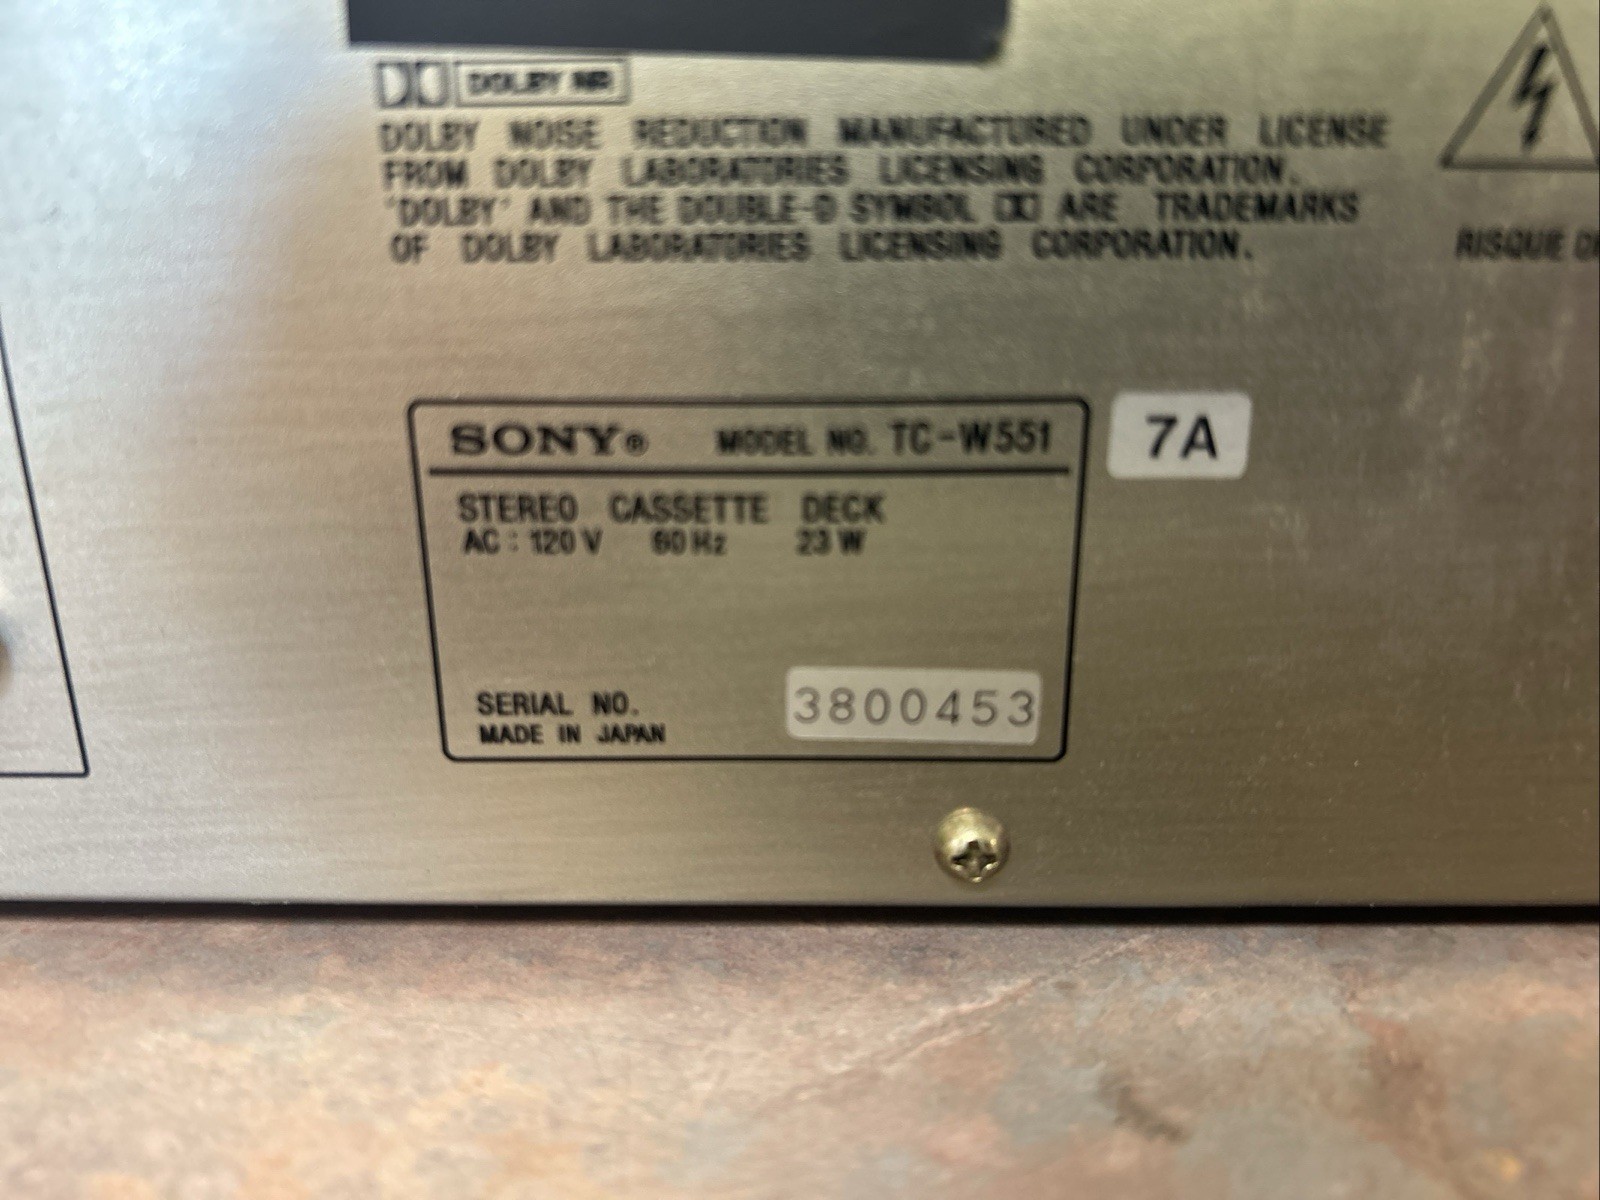 DOLBY NR
DOLBY NOISE REDUCTION MANUFACTURED UNDER LICENSE
FROM DOLBY LABORATORIES LICENSING CORPORATION.
"DOLBY" AND THE DOUBLE-D SYMBOL ARE TRADEMARKS
OF DOLBY LABORATORIES LICENSING CORPORATION.
RISQUE
SONY® MODEL NO. TC-W551
7A
STEREO CASSETTE DECK
AC : 120 V 60 Hz 23 W
SERIAL NO. 3800453
MADE IN JAPAN